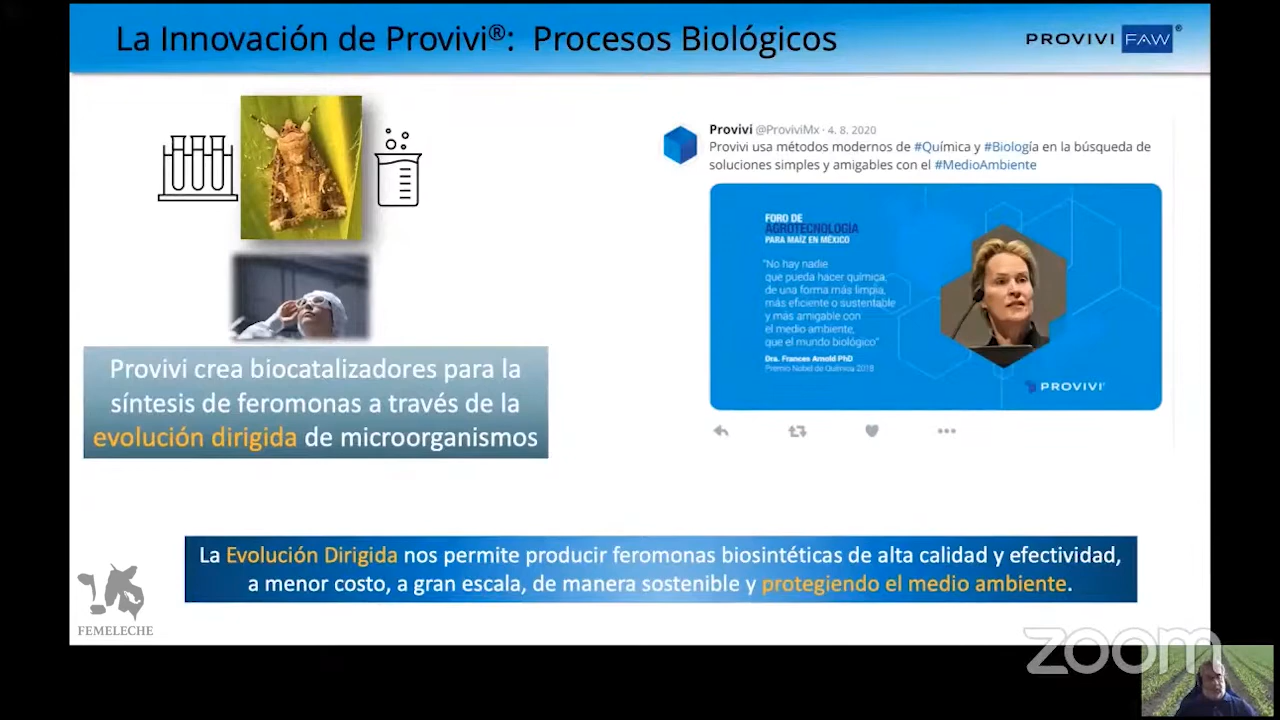 La Innovación de Provivi®: Procesos Biológicos
PROVIVI FAW®
Provivi @ProviviMx · 4. 8. 2020
Provivi usa métodos modernos de #Química y #Biología en la búsqueda de
soluciones simples y amigables con el #MedioAmbiente
FORO DE
AGROTECNOLOGIA
PARA MAÍZ EN MÉXICO
"No hay nadie
que pueda hacer química,
de una forma más limpia,
más eficiente o sustentable
y más amigable con
el medio ambiente,
que el mundo biológico"
Dra. Frances Arnold PhD
Premio Nobel de Química 2018
PROVIVI
Provivi crea biocatalizadores para la
síntesis de feromonas a través de la
evolución dirigida de microorganismos
La Evolución Dirigida nos permite producir feromonas biosintéticas de alta calidad y efectividad,
a menor costo, a gran escala, de manera sostenible y protegiendo el medio ambiente.
FEMELECHE
zoom